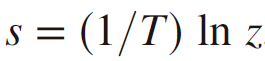 s = (1/T) ln z